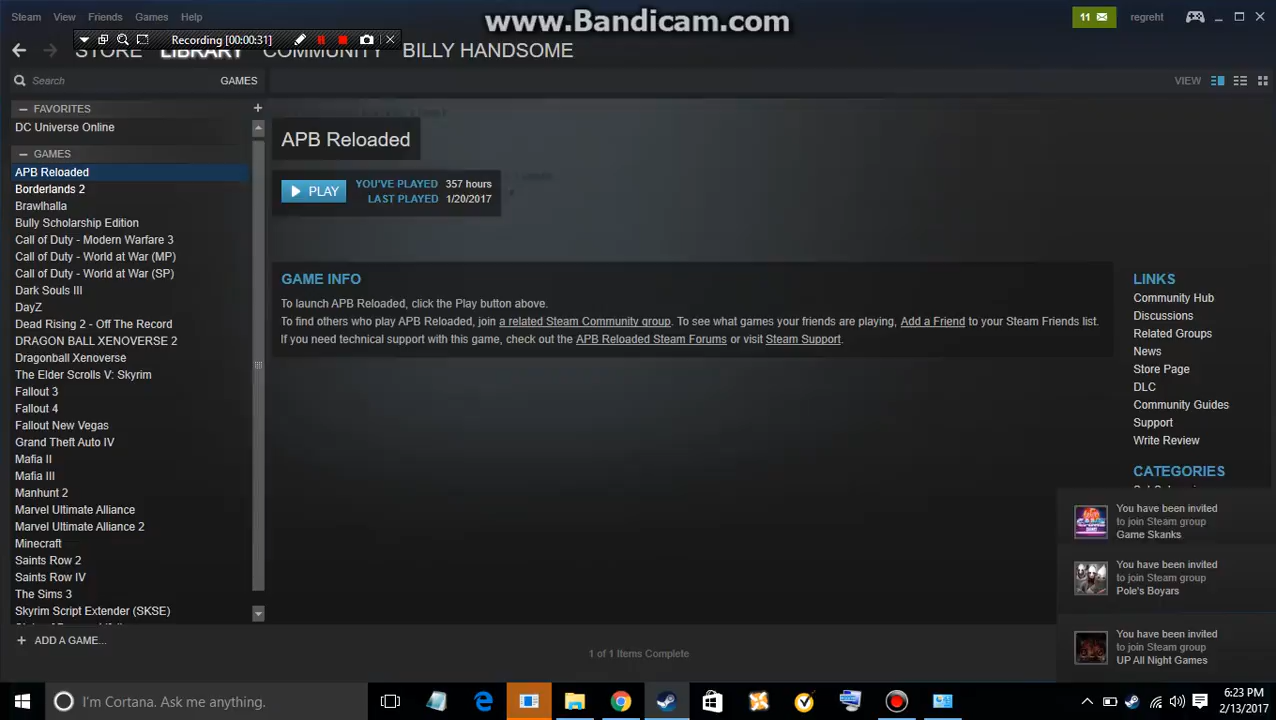 www.Bandicam.com
Steam View Friends Games Help
11 regreht
Recording [00:00:31]
STORE LIBRARY COMMUNITY BILLY HANDSOME
Search GAMES
VIEW
FAVORITES
DC Universe Online
GAMES
APB Reloaded
Borderlands 2
Brawlhalla
Bully Scholarship Edition
Call of Duty - Modern Warfare 3
Call of Duty - World at War (MP)
Call of Duty - World at War (SP)
Dark Souls III
DayZ
Dead Rising 2 - Off The Record
DRAGON BALL XENOVERSE 2
Dragonball Xenoverse
The Elder Scrolls V: Skyrim
Fallout 3
Fallout 4
Fallout New Vegas
Grand Theft Auto IV
Mafia II
Mafia III
Manhunt 2
Marvel Ultimate Alliance
Marvel Ultimate Alliance 2
Minecraft
Saints Row 2
Saints Row IV
The Sims 3
Skyrim Script Extender (SKSE)
+ ADD A GAME...
APB Reloaded
PLAY
YOU'VE PLAYED 357 hours
LAST PLAYED 1/20/2017
GAME INFO
To launch APB Reloaded, click the Play button above.
To find others who play APB Reloaded, join a related Steam Community group. To see what games your friends are playing, Add a Friend to your Steam Friends list.
If you need technical support with this game, check out the APB Reloaded Steam Forums or visit Steam Support.
LINKS
Community Hub
Discussions
Related Groups
News
Store Page
DLC
Community Guides
Support
Write Review
CATEGORIES
You have been invited
to join Steam group
Game Skanks
You have been invited
to join Steam group
Pole's Boyars
You have been invited
to join Steam group
UP All Night Games
1 of 1 Items Complete
I'm Cortana. Ask me anything.
6:23 PM
2/13/2017